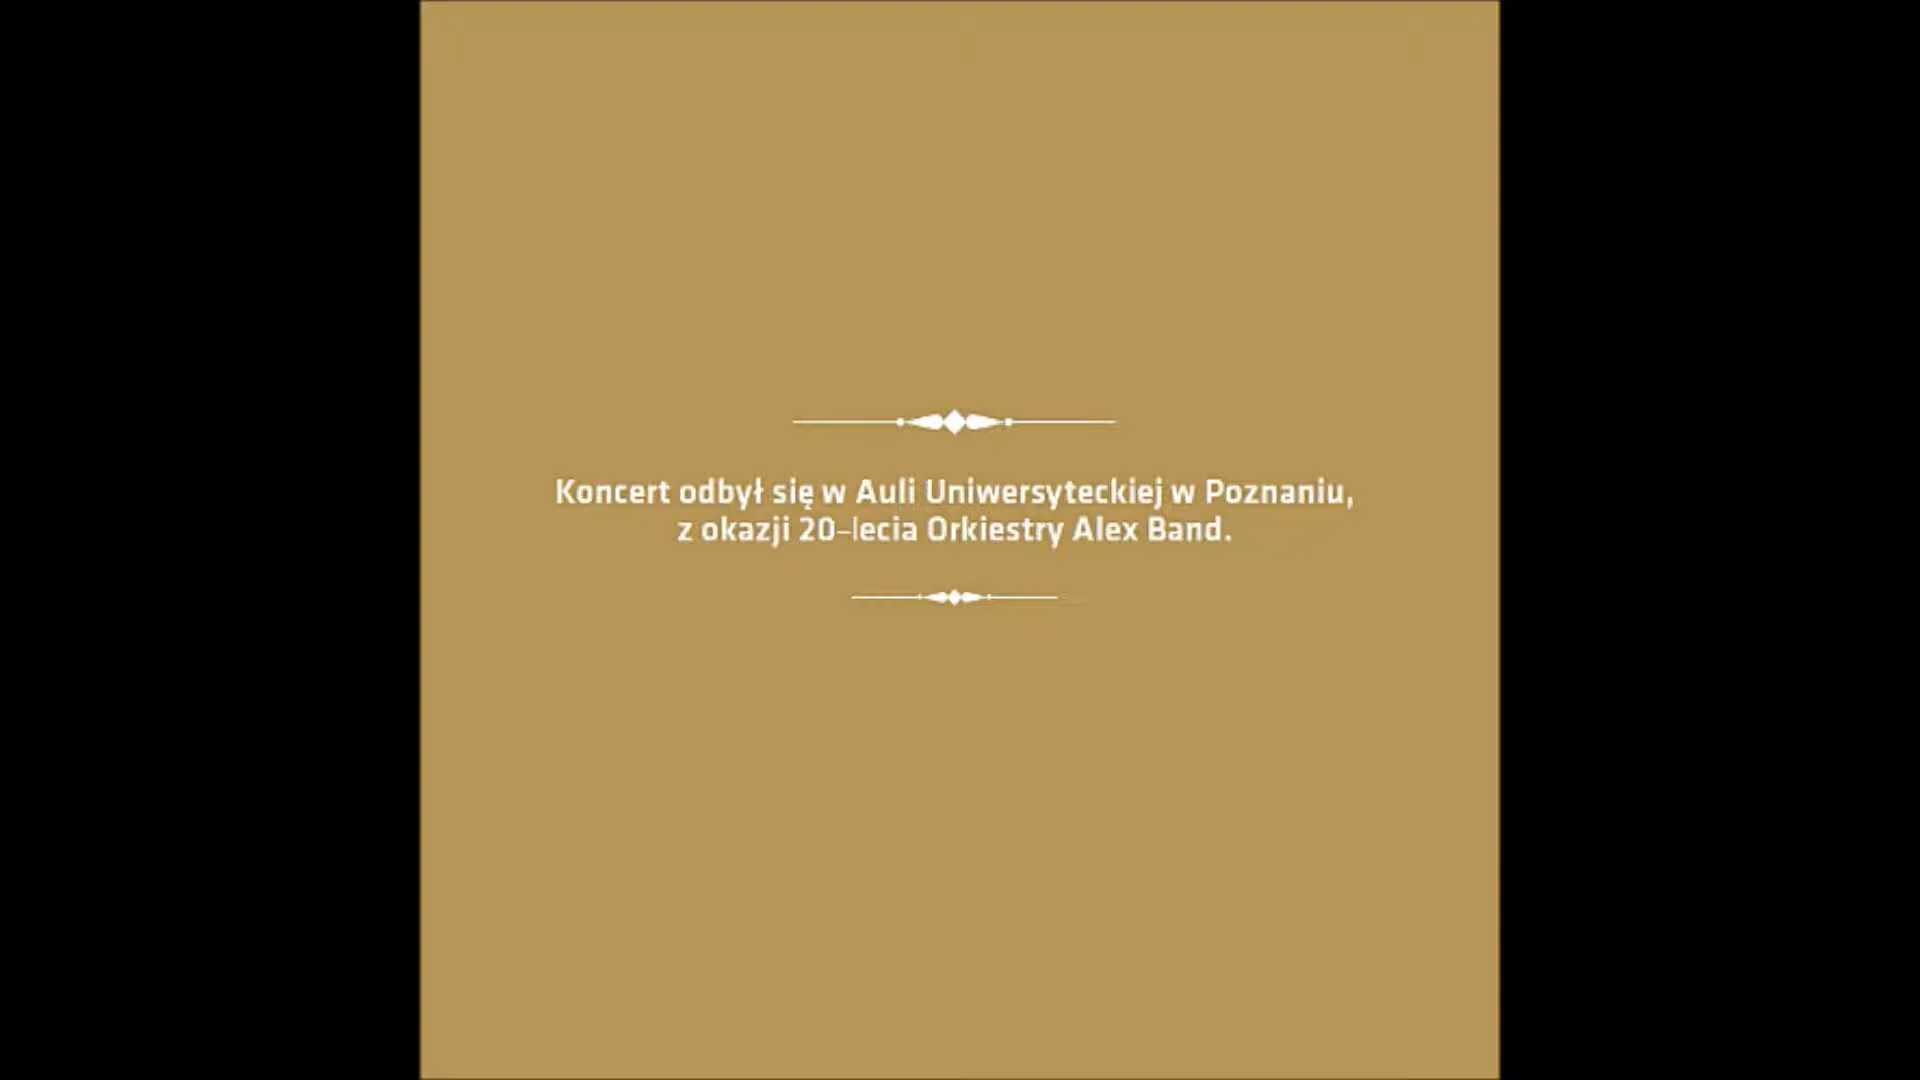 Koncert odbył się w Auli Uniwersyteckiej w Poznaniu,
z okazji 20-lecia Orkiestry Alex Band.